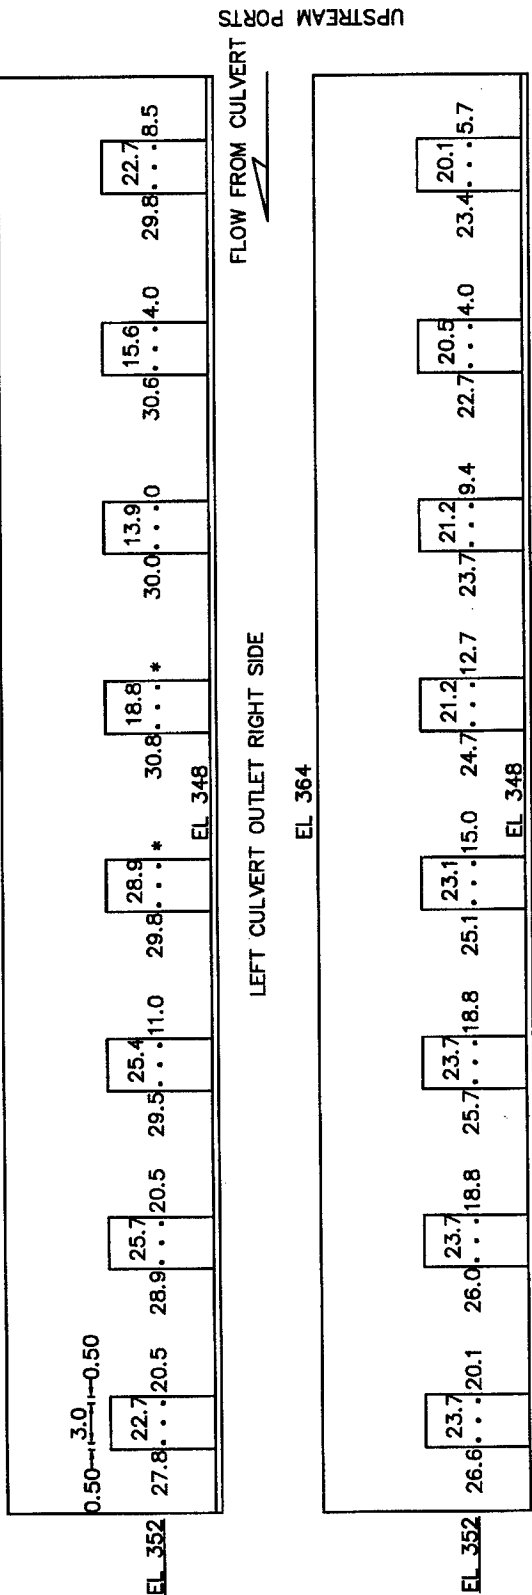 0.50 3.0 0.50
EL 352 27.8 22.7 20.5 28.9 25.7 20.5 29.5 25.4 11.0 29.8 28.9 * 30.8 18.8 * 30.0 13.9 0 30.6 15.6 4.0 29.8 22.7 8.5
EL 348
LEFT CULVERT OUTLET RIGHT SIDE
FLOW FROM CULVERT
UPSTREAM PORTS
EL 364
EL 352 26.6 23.7 20.1 26.0 23.7 18.8 25.7 23.7 18.8 25.1 23.1 15.0 24.7 21.2 12.7 23.7 21.2 9.4 22.7 20.5 4.0 23.4 20.1 5.7
EL 348